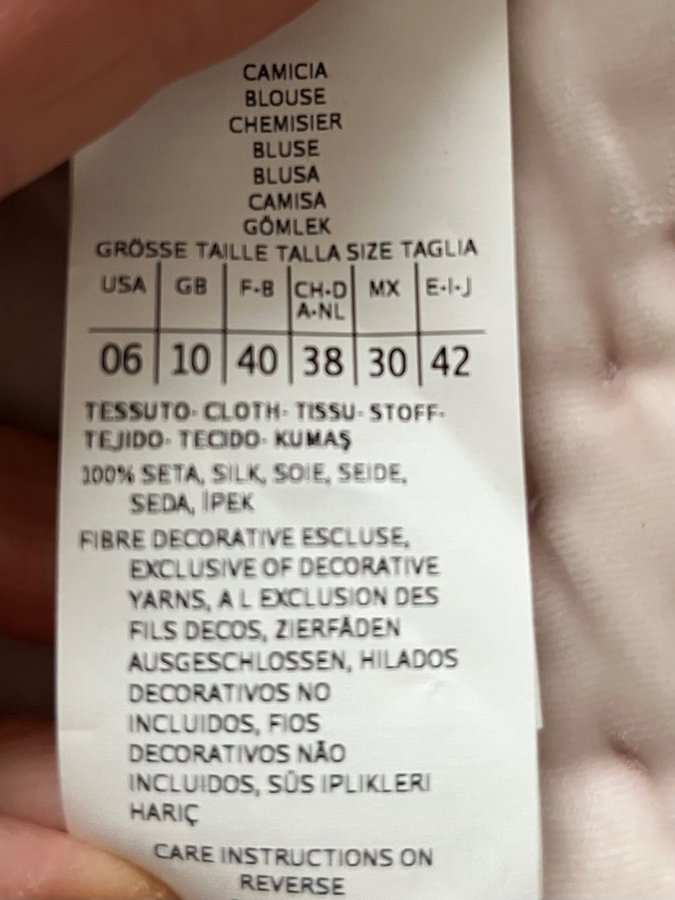 CAMICIA
BLOUSE
CHEMISIER
BLUSE
BLUSA
CAMISA
GÖMLEK
GRÖSSE TAILLE TALLA SIZE TAGLIA
USA GB F•B CH•D A•NL MX E•I•J
06 10 40 38 30 42
TESSUTO• CLOTH• TISSU• STOFF•
TEJIDO• TECIDO• KUMAŞ
100% SETA, SILK, SOIE, SEIDE,
SEDA, İPEK
FIBRE DECORATIVE ESCLUSE,
EXCLUSIVE OF DECORATIVE
YARNS, A L EXCLUSION DES
FILS DECOS, ZIERFÄDEN
AUSGESCHLOSSEN, HILADOS
DECORATIVOS NO
INCLUIDOS, FIOS
DECORATIVOS NÃO
INCLUIDOS, SÜS IPLIKLERI
HARIÇ
CARE INSTRUCTIONS ON
REVERSE